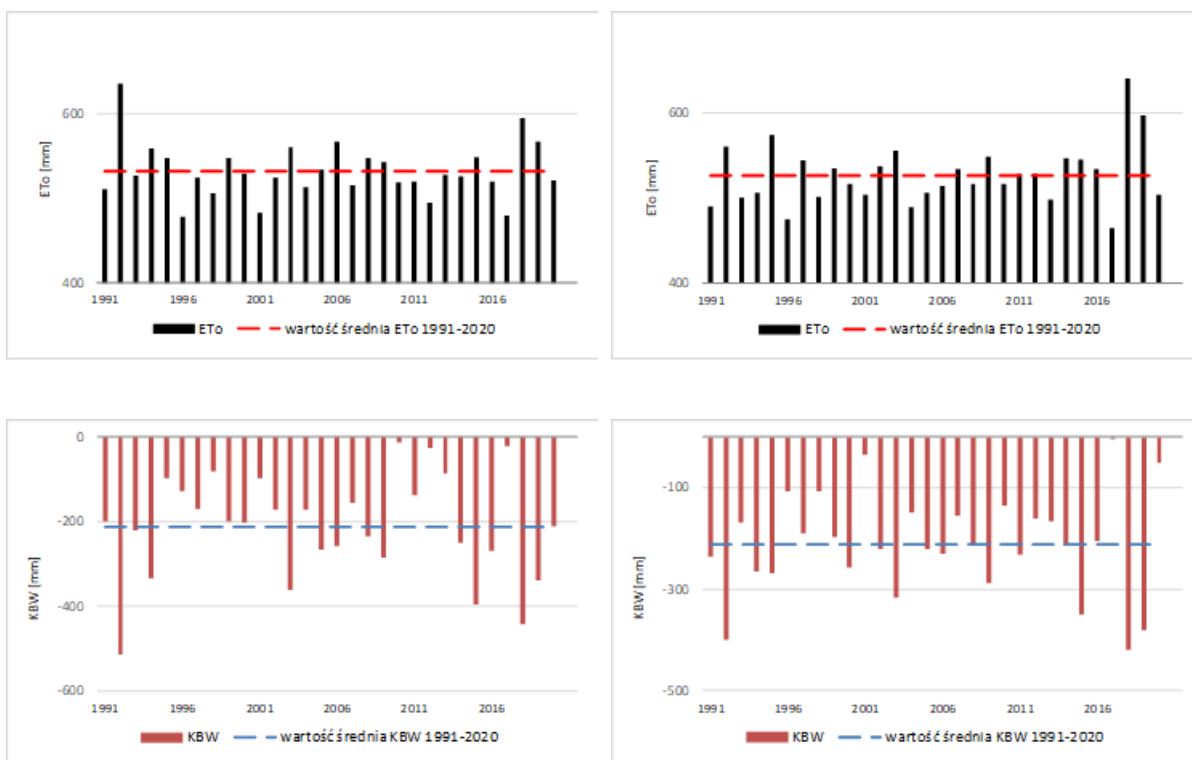 600
ETo [mm]
400
1991 1996 2001 2006 2011 2016
ETo wartość średnia ETo 1991-2020
600
ETo [mm]
400
1991 1996 2001 2006 2011 2016
ETo wartość średnia ETo 1991-2020
0
-200
KBW [mm]
-400
-600
1991 1996 2001 2006 2011 2016
KBW wartość średnia KBW 1991-2020
-100
KBW [mm]
-300
-500
1991 1996 2001 2006 2011 2016
KBW wartość średnia KBW 1991-2020